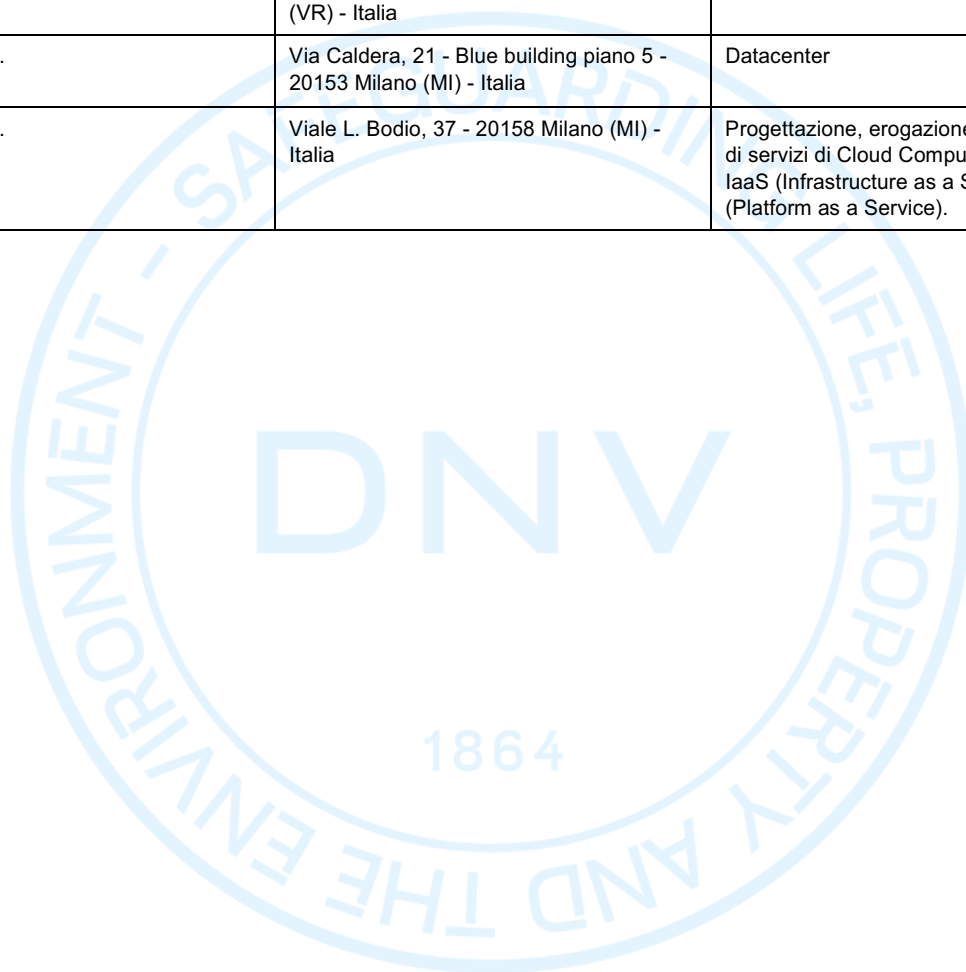 (VR) - Italia
.
Via Caldera, 21 - Blue building piano 5 -
20153 Milano (MI) - Italia
Datacenter
.
Viale L. Bodio, 37 - 20158 Milano (MI) -
Italia
Progettazione, erogazione
di servizi di Cloud Compu
IaaS (Infrastructure as a S
(Platform as a Service).
SAFEGUARDING LIFE, PROPERTY AND THE ENVIRONMENT -
DNV
1864